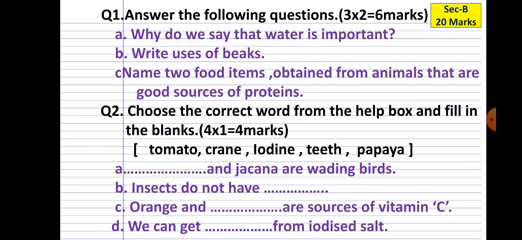 Q1.Answer the following questions.(3x2=6marks)
Sec-B
20 Marks
a. Why do we say that water is important?
b. Write uses of beaks.
cName two food items ,obtained from animals that are
good sources of proteins.
Q2. Choose the correct word from the help box and fill in
the blanks.(4x1=4marks)
[ tomato, crane , Iodine , teeth , papaya ]
a………………….and jacana are wading birds.
b. Insects do not have ……………..
c. Orange and ……………….are sources of vitamin ‘C’.
d. We can get ………………from iodised salt.